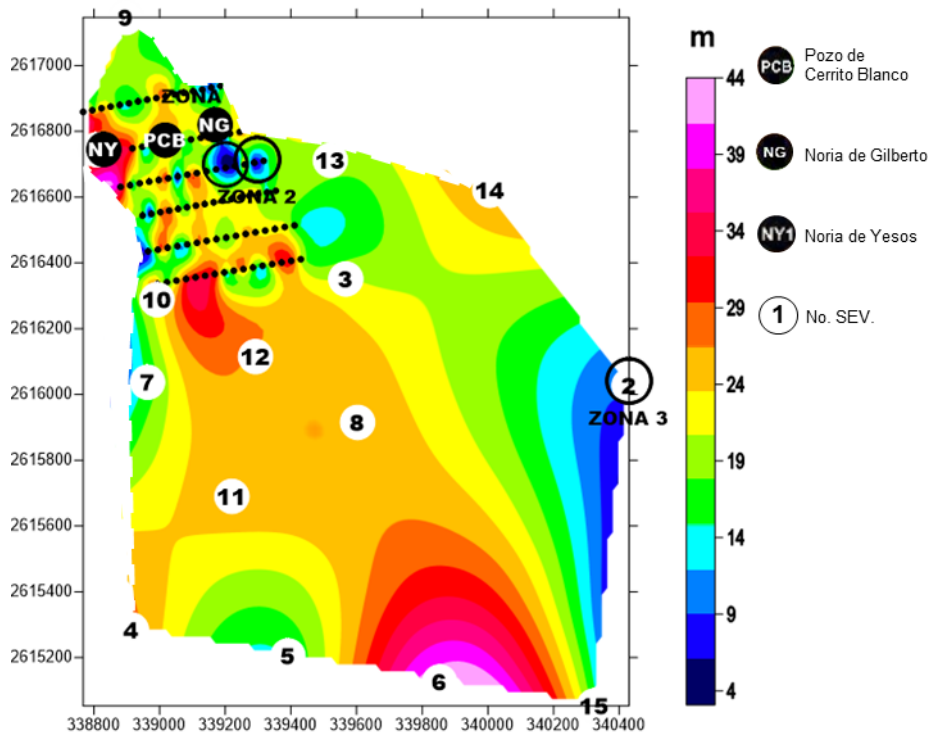 9
m
2617000
2616800
2616600
2616400
2616200
2616000
2615800
2615600
2615400
2615200
ZONA
NG
PCB
NY
ZONA 2
13
14
3
10
12
7
2
ZONA 3
8
11
4
5
6
15
338800 339000 339200 339400 339600 339800 340000 340200 340400
44
39
34
29
24
19
14
9
4
PCB
Pozo de
Cerrito Blanco
NG
Noria de Gilberto
NY1
Noria de Yesos
1
No. SEV.